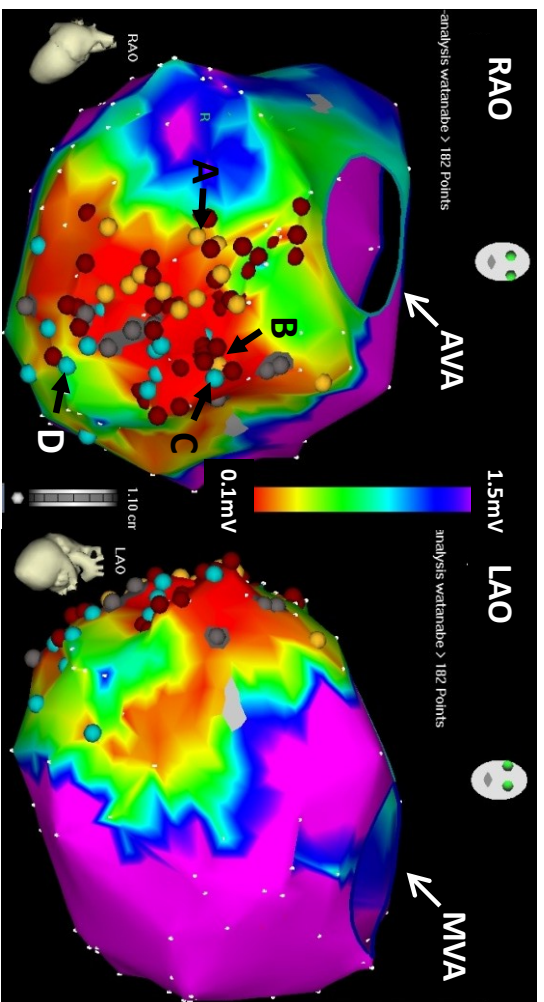 RAO
-analysis watanabe > 182 Points
AVA
RAO
R
A
B
C
D
1.10
1.5mV
0.1mV
LAO
analysis watanabe > 182 Points
MVA
LAO